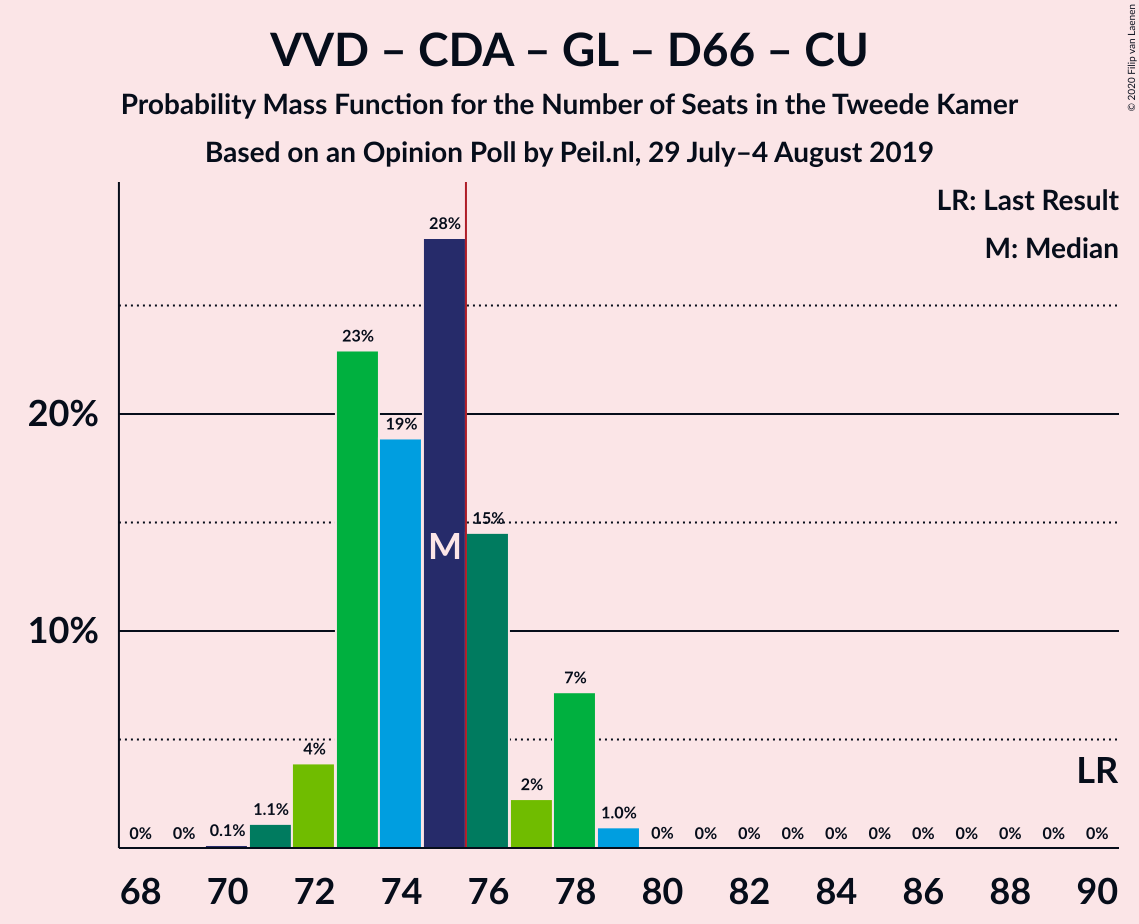 VVD – CDA – GL – D66 – CU
Probability Mass Function for the Number of Seats in the Tweede Kamer
Based on an Opinion Poll by Peil.nl, 29 July–4 August 2019
© 2020 Filip van Laenen
LR: Last Result
M: Median
28%
23%
20%
19%
15%
M
10%
7%
4%
LR
2%
1.1%
1.0%
0% 0% 0.1% 0% 0% 0% 0% 0% 0% 0% 0% 0% 0% 0%
68 70 72 74 76 78 80 82 84 86 88 90